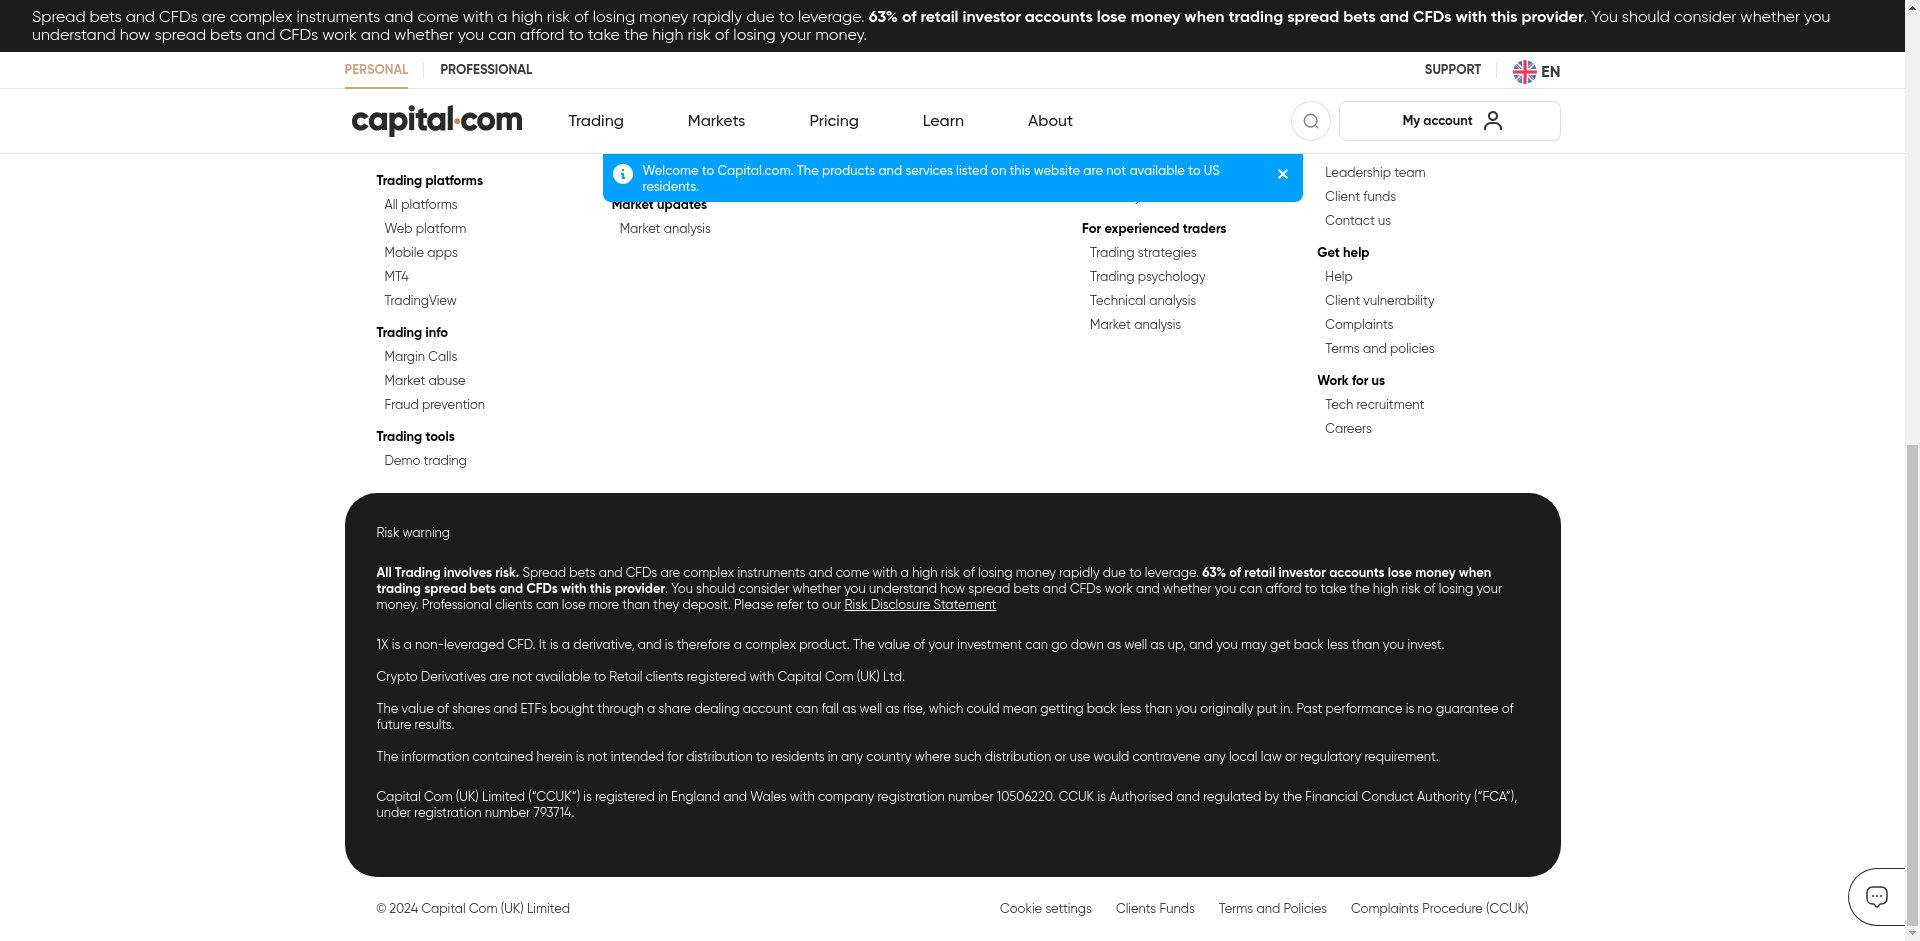 Spread bets and CFDs are complex instruments and come with a high risk of losing money rapidly due to leverage. 63% of retail investor accounts lose money when trading spread bets and CFDs with this provider. You should consider whether you
understand how spread bets and CFDs work and whether you can afford to take the high risk of losing your money.
PERSONAL
PROFESSIONAL
SUPPORT
EN
capital.com
Trading
Markets
Pricing
Learn
About
My account
Welcome to Capital.com. The products and services listed on this website are not available to US
residents.
Trading platforms
All platforms
Web platform
Mobile apps
MT4
TradingView
Trading info
Margin Calls
Market abuse
Fraud prevention
Trading tools
Demo trading
Market updates
Market analysis
For experienced traders
Trading strategies
Trading psychology
Technical analysis
Market analysis
Leadership team
Client funds
Contact us
Get help
Help
Client vulnerability
Complaints
Terms and policies
Work for us
Tech recruitment
Careers
Risk warning
All Trading involves risk. Spread bets and CFDs are complex instruments and come with a high risk of losing money rapidly due to leverage. 63% of retail investor accounts lose money when
trading spread bets and CFDs with this provider. You should consider whether you understand how spread bets and CFDs work and whether you can afford to take the high risk of losing your
money. Professional clients can lose more than they deposit. Please refer to our Risk Disclosure Statement
1X is a non-leveraged CFD. It is a derivative, and is therefore a complex product. The value of your investment can go down as well as up, and you may get back less than you invest.
Crypto Derivatives are not available to Retail clients registered with Capital Com (UK) Ltd.
The value of shares and ETFs bought through a share dealing account can fall as well as rise, which could mean getting back less than you originally put in. Past performance is no guarantee of
future results.
The information contained herein is not intended for distribution to residents in any country where such distribution or use would contravene any local law or regulatory requirement.
Capital Com (UK) Limited (“CCUK”) is registered in England and Wales with company registration number 10506220. CCUK is Authorised and regulated by the Financial Conduct Authority (“FCA”),
under registration number 793714.
© 2024 Capital Com (UK) Limited
Cookie settings
Clients Funds
Terms and Policies
Complaints Procedure (CCUK)